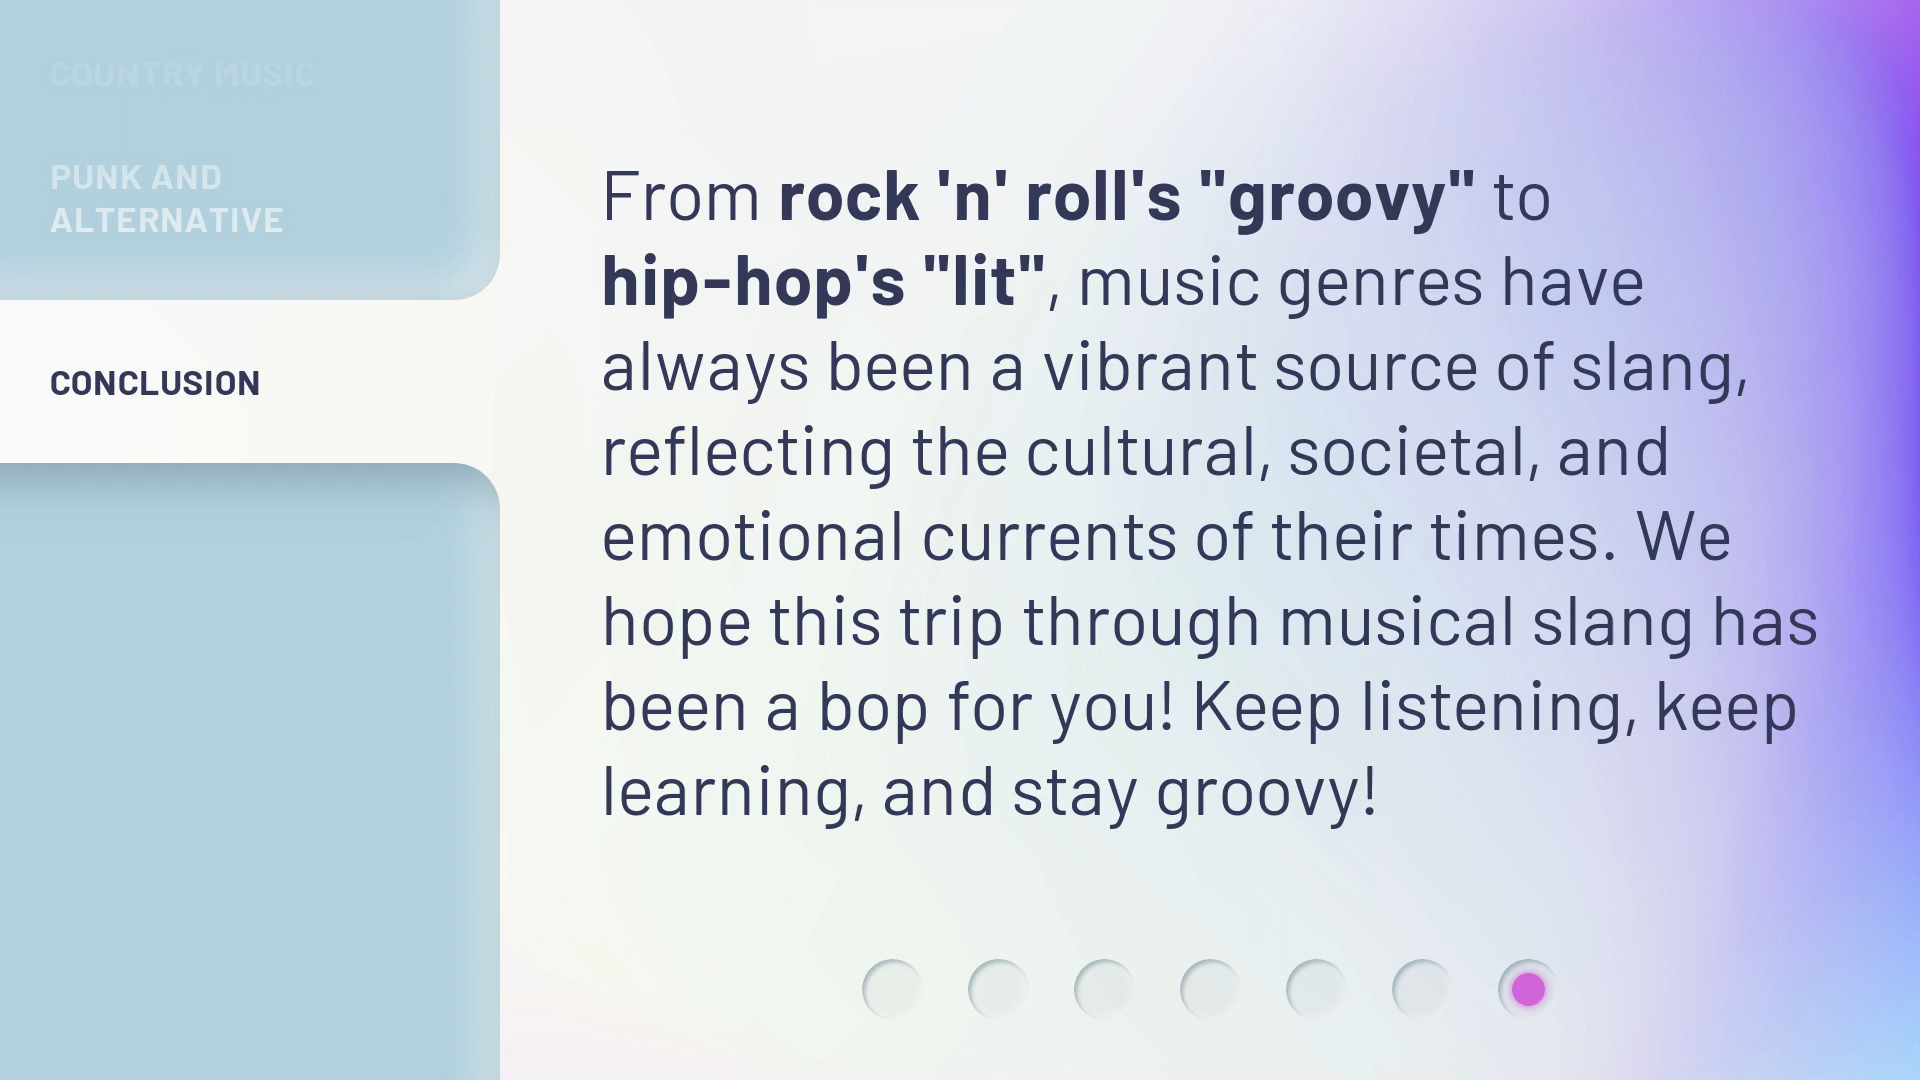 COUNTRY MUSIC
PUNK AND
ALTERNATIVE
CONCLUSION
From rock 'n' roll's "groovy" to
hip-hop's "lit", music genres have
always been a vibrant source of slang,
reflecting the cultural, societal, and
emotional currents of their times. We
hope this trip through musical slang has
been a bop for you! Keep listening, keep
learning, and stay groovy!